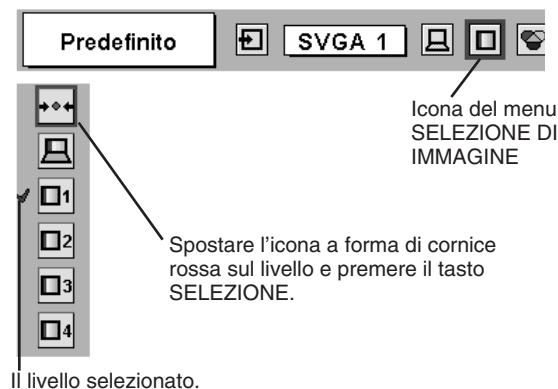 Predefinito
SVGA 1
Icona del menu
SELEZIONE DI
IMMAGINE
1
2
3
4
Spostare l'icona a forma di cornice
rossa sul livello e premere il tasto
SELEZIONE.
Il livello selezionato.